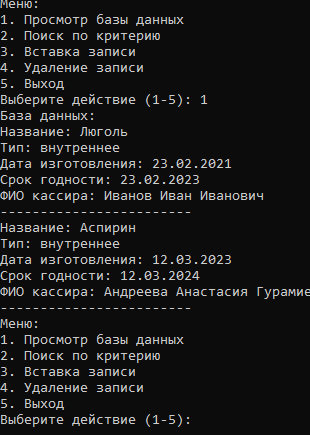 Меню:
1. Просмотр базы данных
2. Поиск по критерию
3. Вставка записи
4. Удаление записи
5. Выход
Выберите действие (1-5): 1
База данных:
Название: Люголь
Тип: внутреннее
Дата изготовления: 23.02.2021
Срок годности: 23.02.2023
ФИО кассира: Иванов Иван Иванович
------------------------
Название: Аспирин
Тип: внутреннее
Дата изготовления: 12.03.2023
Срок годности: 12.03.2024
ФИО кассира: Андреева Анастасия Гурамие
------------------------
Меню:
1. Просмотр базы данных
2. Поиск по критерию
3. Вставка записи
4. Удаление записи
5. Выход
Выберите действие (1-5):